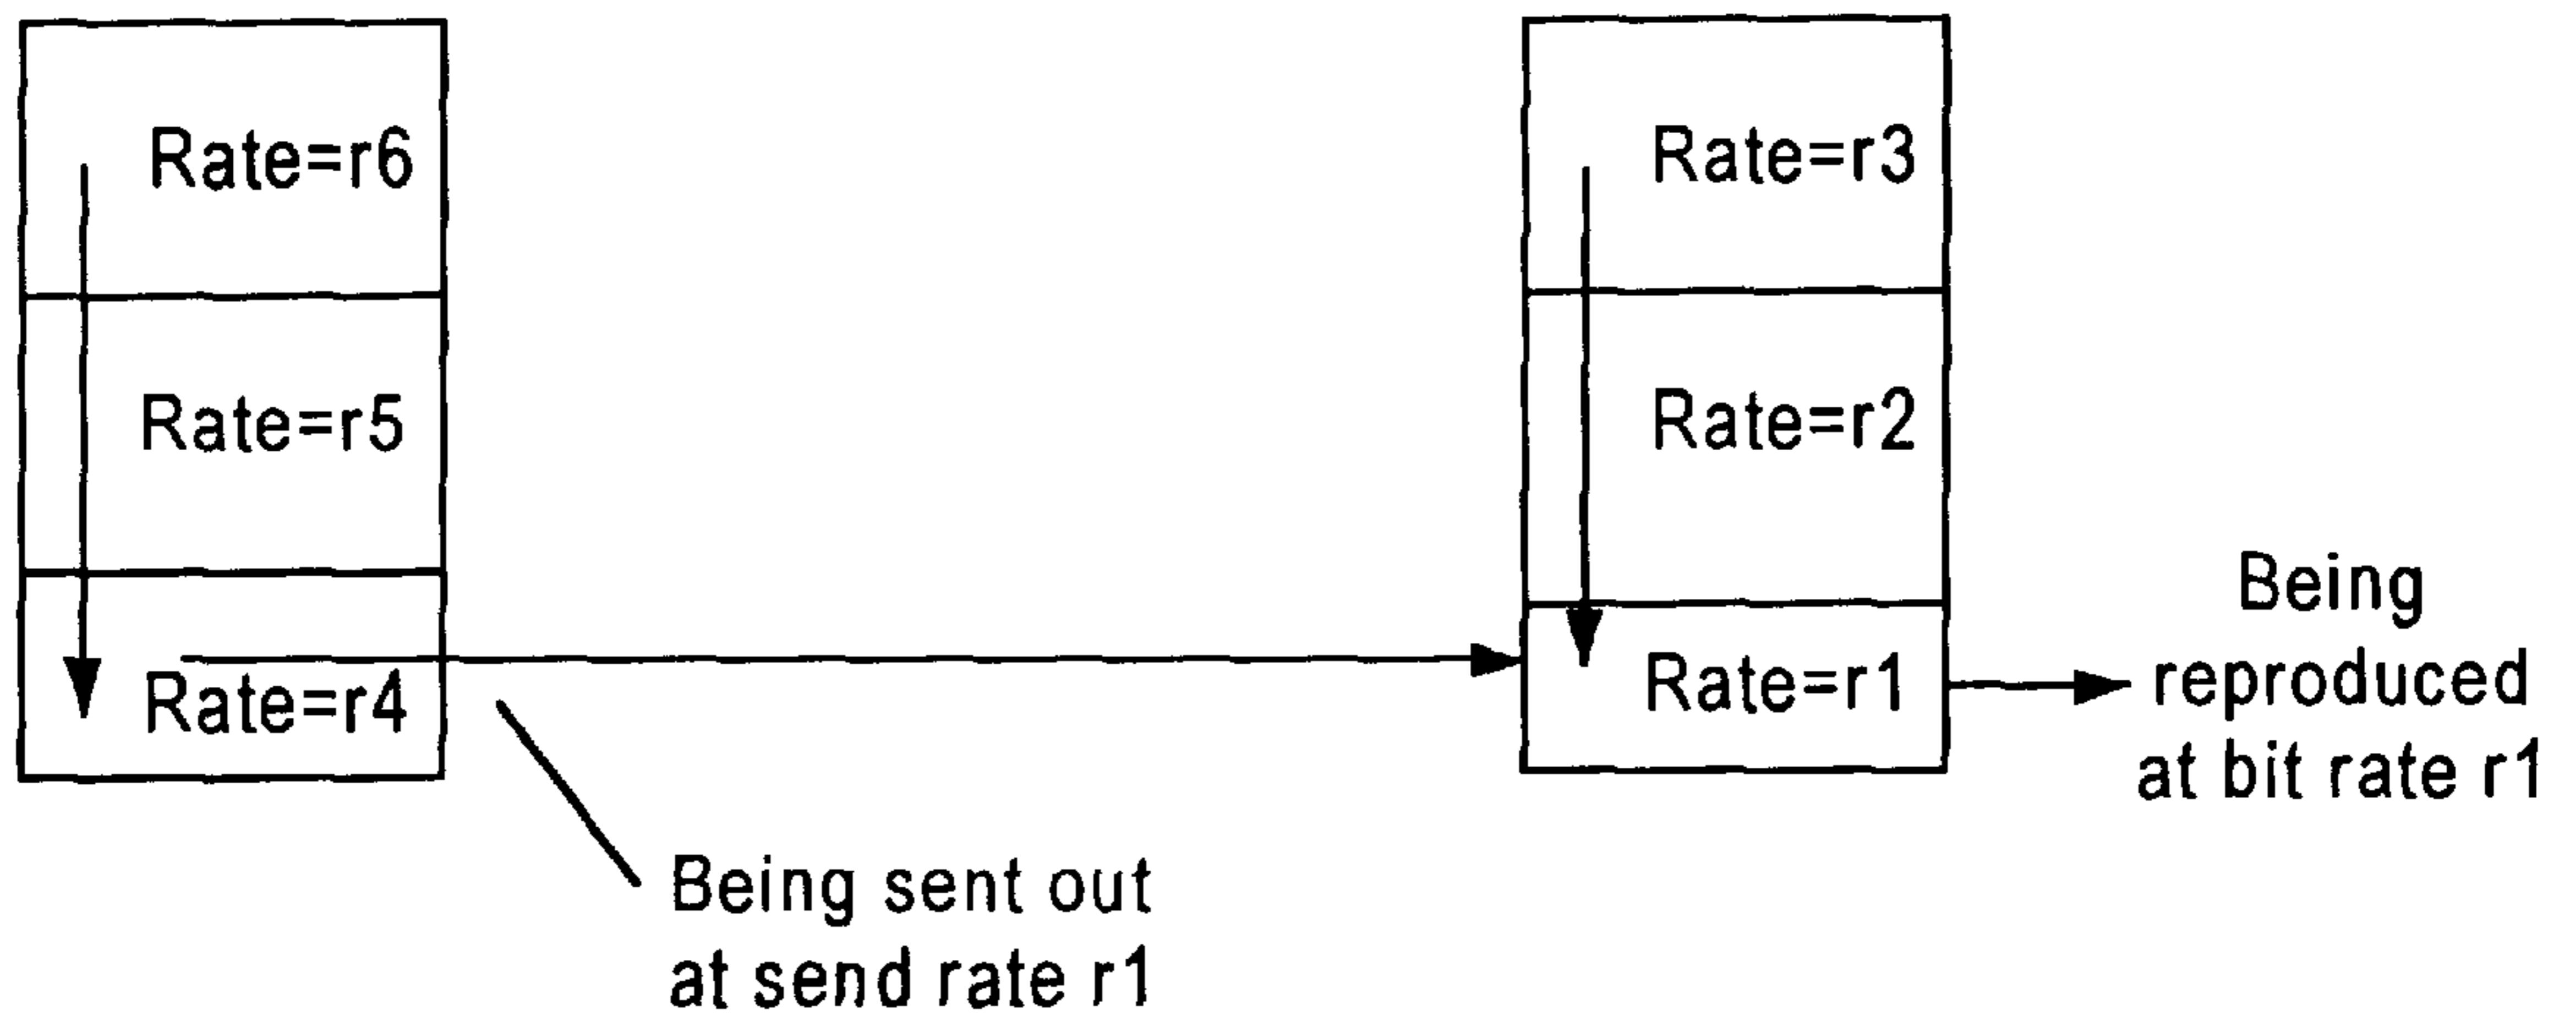 Rate=r6
Rate=r5
Rate=r4
Being sent out
at send rate r1
Rate=r3
Rate=r2
Rate=r1
Being
reproduced
at bit rate r1